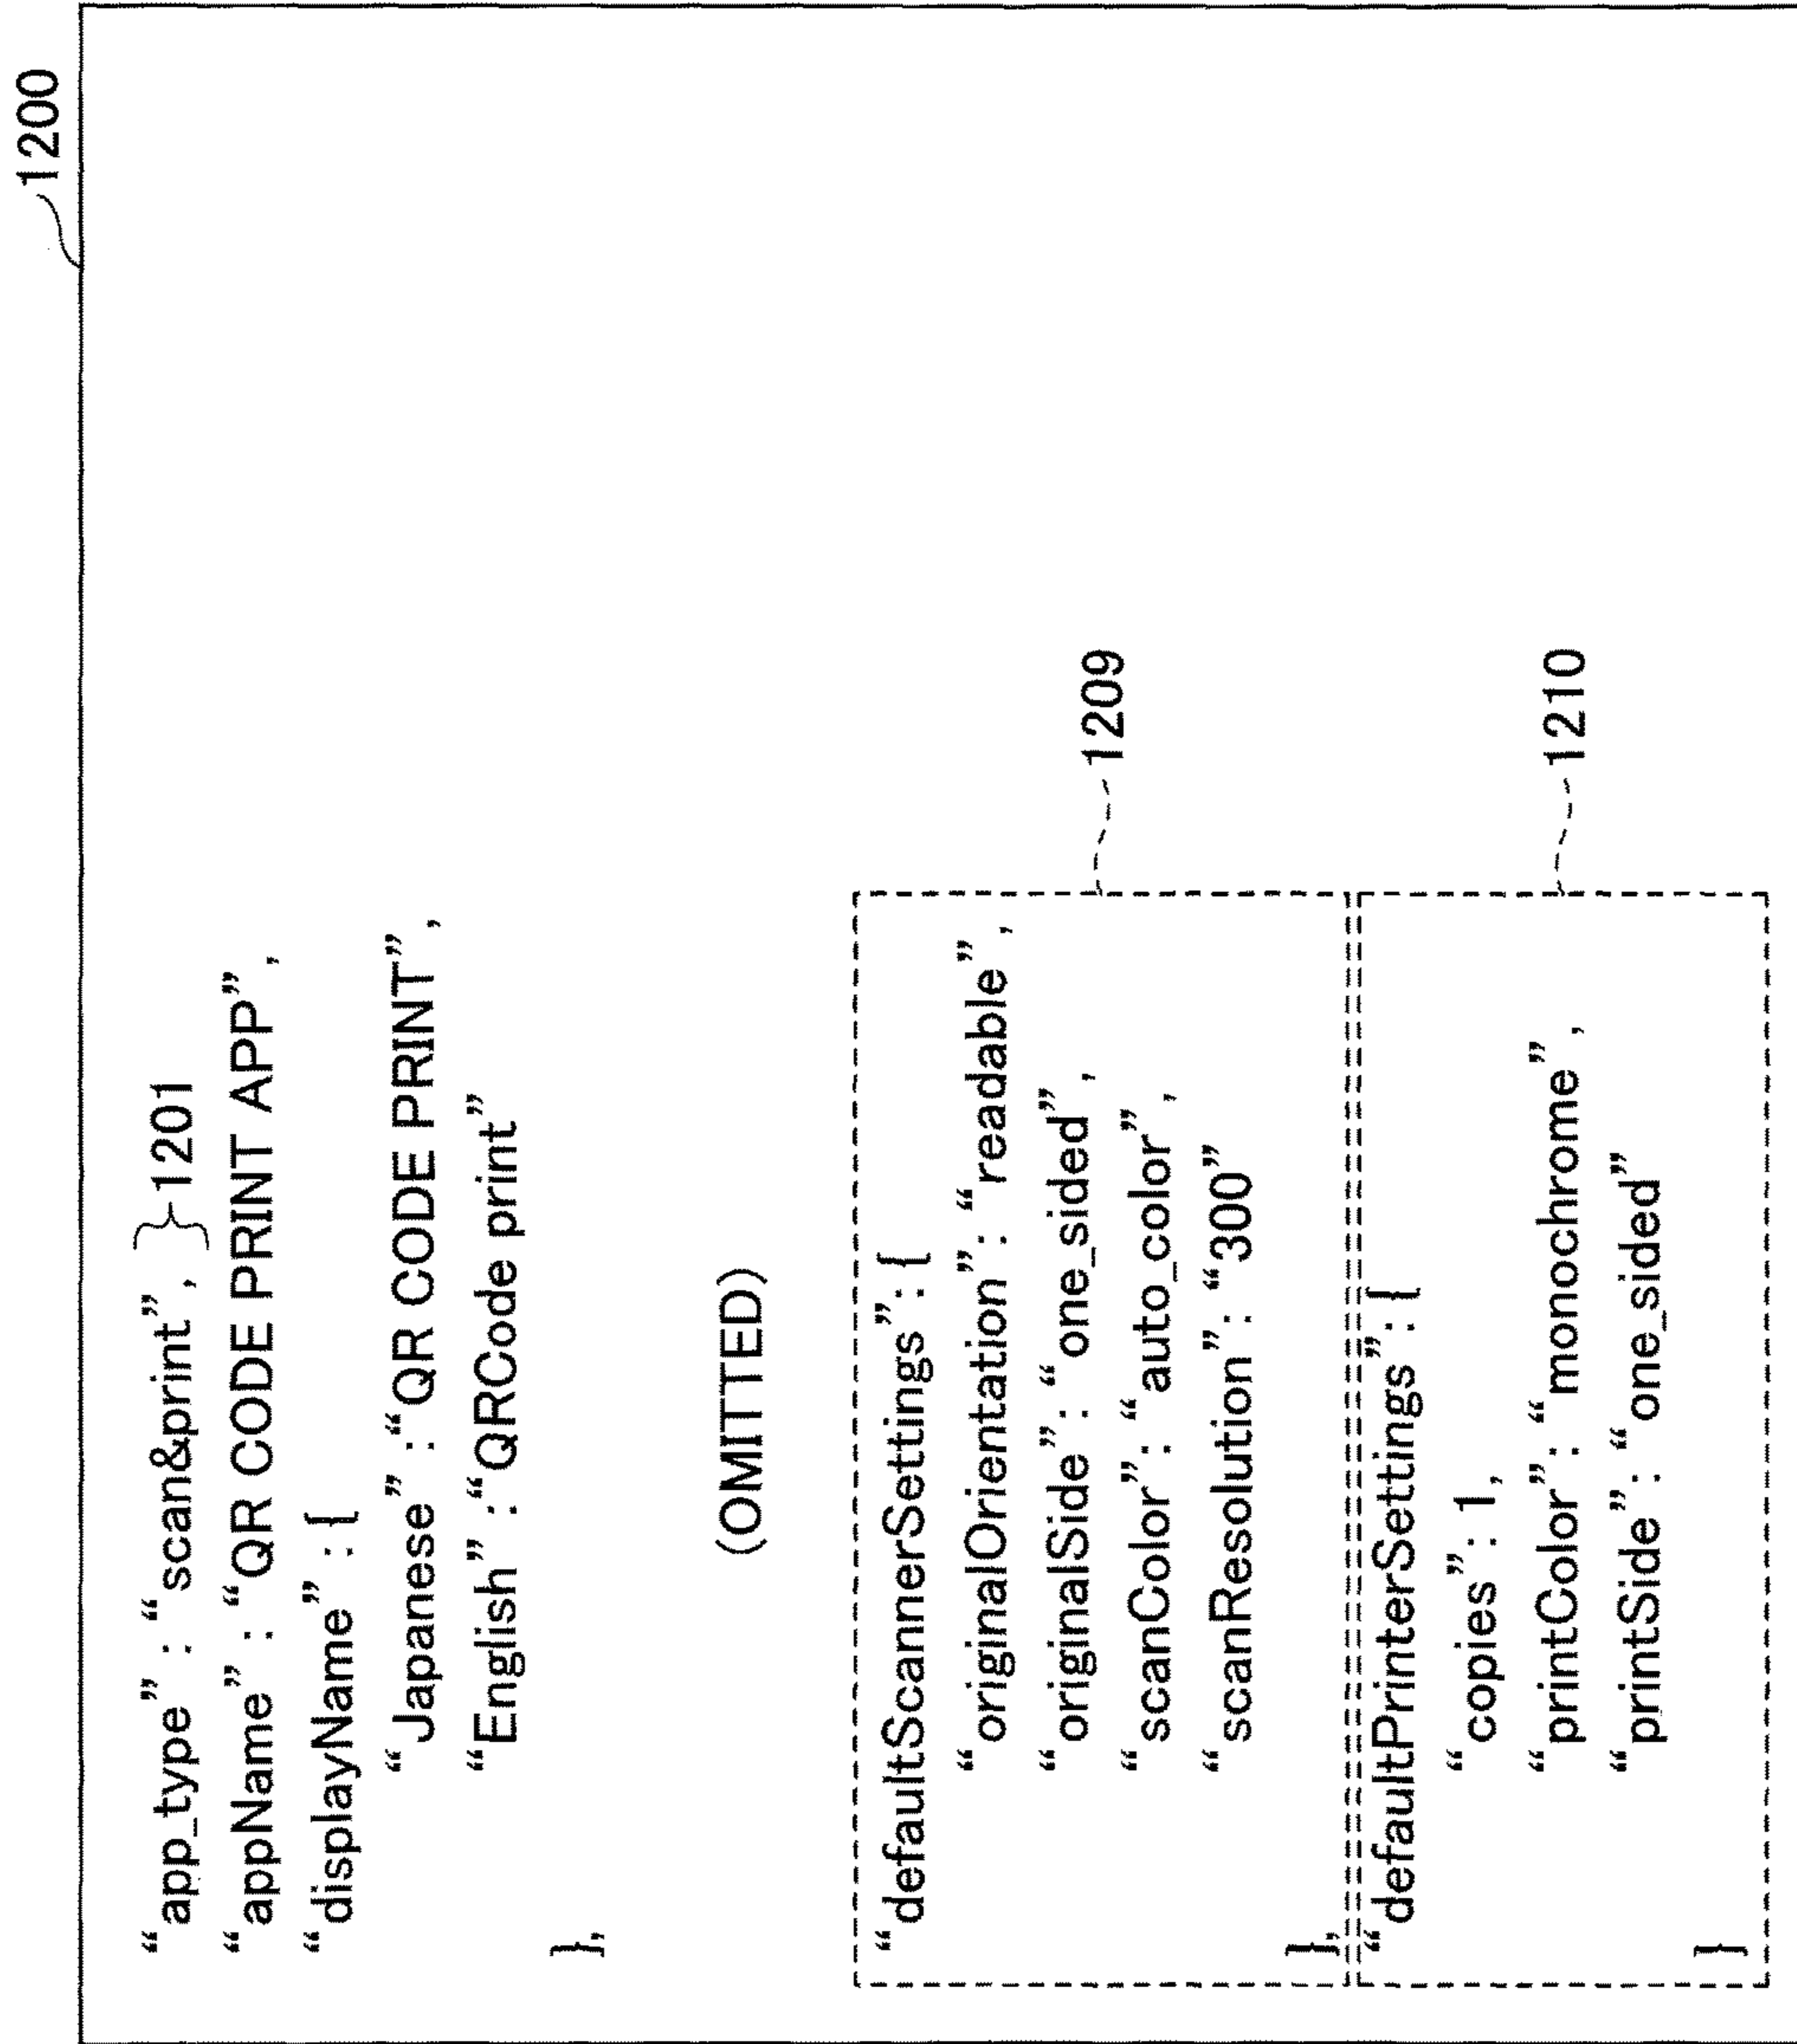 1200
“app_type” : “scan&print”, 1201
“appName” : “QR CODE PRINT APP”,
“displayName” : {
“Japanese” : “QR CODE PRINT”,
“English” : “QRCode print”
},
(OMITTED)
“defaultScannerSettings”: {
“originalOrientation”: “readable”,
“originalSide”: “one_sided”,
“scanColor”: “auto_color”,
“scanResolution”: “300”
},
1209
“defaultPrinterSettings”: {
“copies”: 1,
“printColor”: “monochrome”,
“printSide”: “one_sided”
}
1210